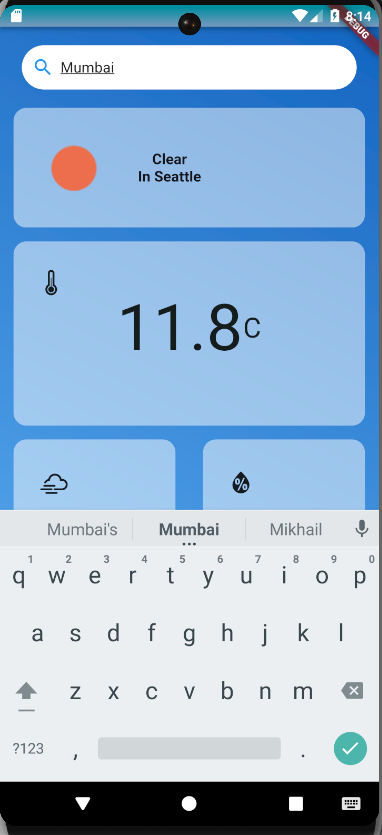 8:14
DEBUG
Mumbai
Clear
In Seattle
11.8C
%
Mumbai's Mumbai Mikhail
1 2 3 4 5 6 7 8 9 0
q w e r t y u i o p
a s d f g h j k l
z x c v b n m
?123 , .